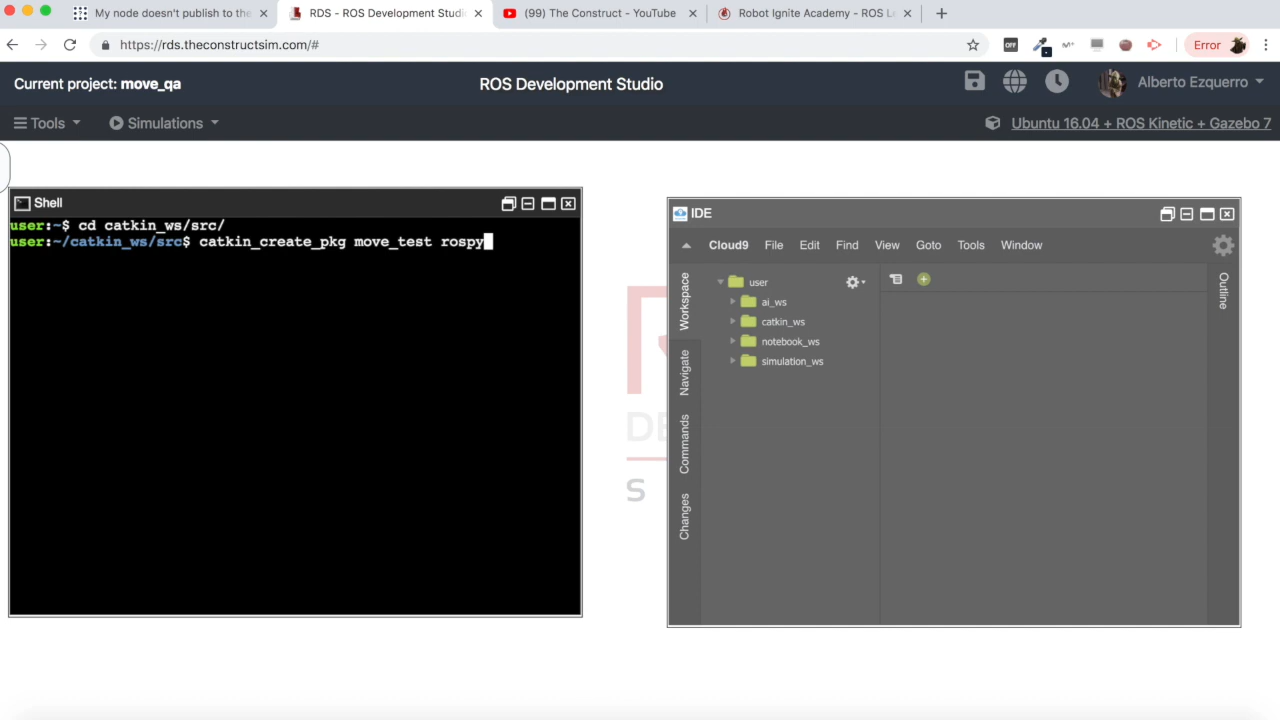 My node doesn't publish to the
RDS - ROS Development Studi
(99) The Construct - YouTube
Robot Ignite Academy - ROS Le
https://rds.theconstructsim.com/#
OFF
Error
Current project: move_qa
ROS Development Studio
Alberto Ezquerro
Tools
Simulations
Ubuntu 16.04 + ROS Kinetic + Gazebo 7
Shell
user:~$ cd catkin_ws/src/
user:~/catkin_ws/src$ catkin_create_pkg move_test rospy
IDE
Cloud9 File Edit Find View Goto Tools Window
Workspace
Navigate
Commands
Changes
user
ai_ws
catkin_ws
notebook_ws
simulation_ws
Outline
DE
S